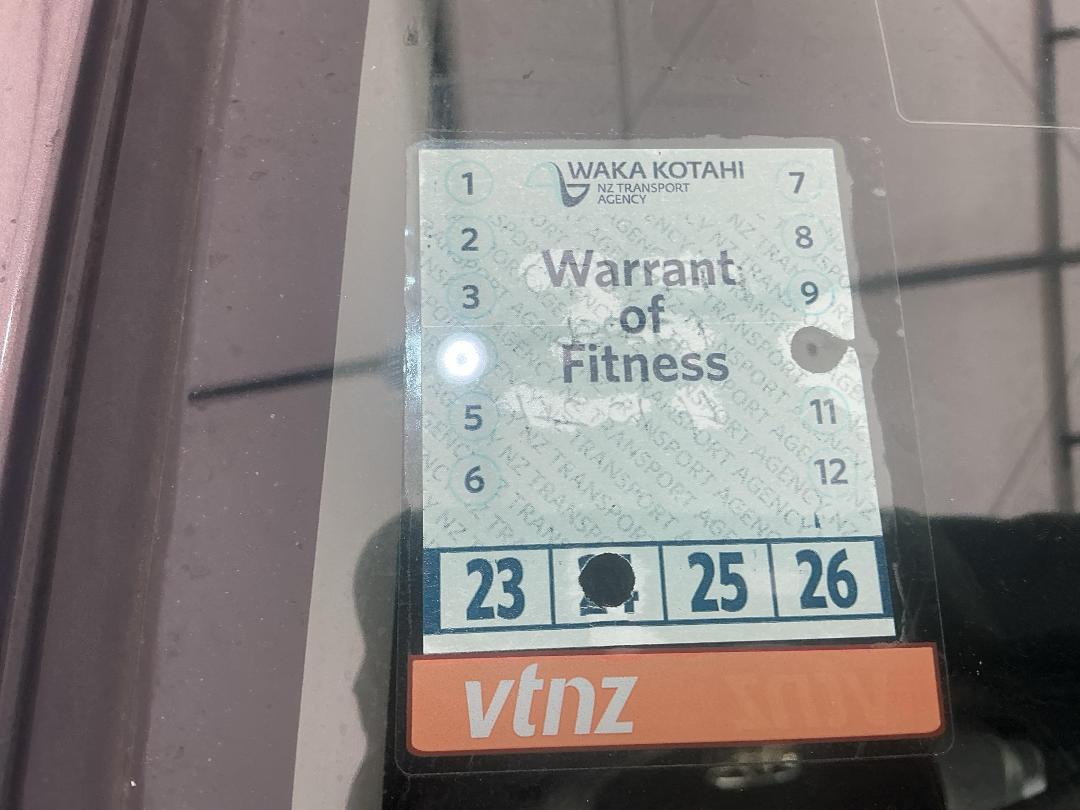 WAKA KOTAHI
NZ TRANSPORT
AGENCY
1
2
3
5
6
7
8
9
11
12
Warrant
of
Fitness
23 24 25 26
vtnz